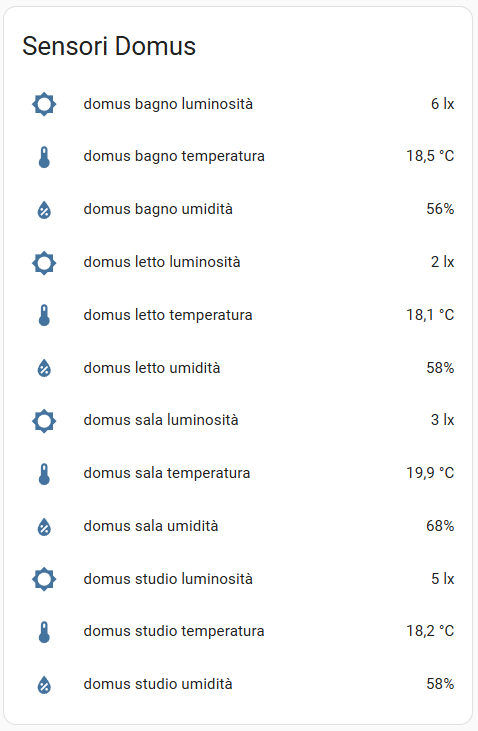 Sensori Domus
domus bagno luminosità 6 lx
domus bagno temperatura 18,5 °C
domus bagno umidità 56%
domus letto luminosità 2 lx
domus letto temperatura 18,1 °C
domus letto umidità 58%
domus sala luminosità 3 lx
domus sala temperatura 19,9 °C
domus sala umidità 68%
domus studio luminosità 5 lx
domus studio temperatura 18,2 °C
domus studio umidità 58%